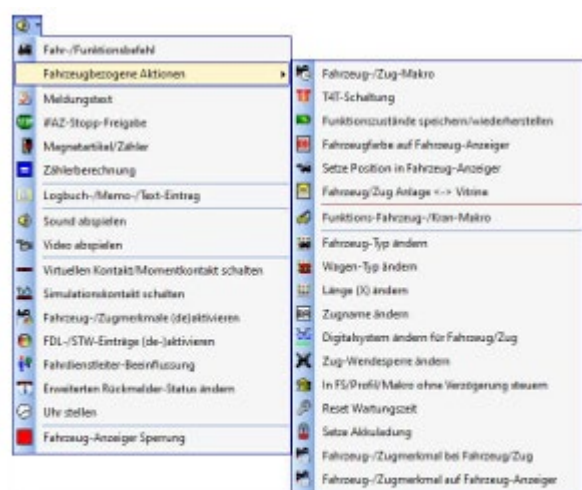 Fahr-/Funktionsbefehl
Fahrzeugbezogene Aktionen
Meldungstext
#AZ-Stopp-Freigabe
Magnetartikel/Zähler
Zählerberechnung
Logbuch-/Memo-/Text-Eintrag
Sound abspielen
Video abspielen
Virtuellen Kontakt/Momentkontakt schalten
Simulationskontakt schalten
Fahrzeug-/Zugmerkmale (de)aktivieren
FDL-/STW-Einträge (de-)aktivieren
Fahrdienstleiter-Beeinflussung
Erweiterten Rückmelder-Status ändern
Uhr stellen
Fahrzeug-Anzeiger Sperrung
Fahrzeug-/Zug-Makro
T4T-Schaltung
Funktionszustände speichern/wiederherstellen
Fahrzeugfarbe auf Fahrzeug-Anzeiger
Setze Position in Fahrzeug-Anzeiger
Fahrzeug/Zug Anlage <-> Vitrine
Funktions-Fahrzeug-/Kran-Makro
Fahrzeug-Typ ändern
Wagen-Typ ändern
Länge (X) ändern
Zugname ändern
Digitalsystem ändern für Fahrzeug/Zug
Zug-Wendesperre ändern
In FS/Profil/Makro ohne Verzögerung steuern
Reset Wartungszeit
Setze Akkuladung
Fahrzeug-/Zugmerkmal bei Fahrzeug/Zug
Fahrzeug-/Zugmerkmal auf Fahrzeug-Anzeiger